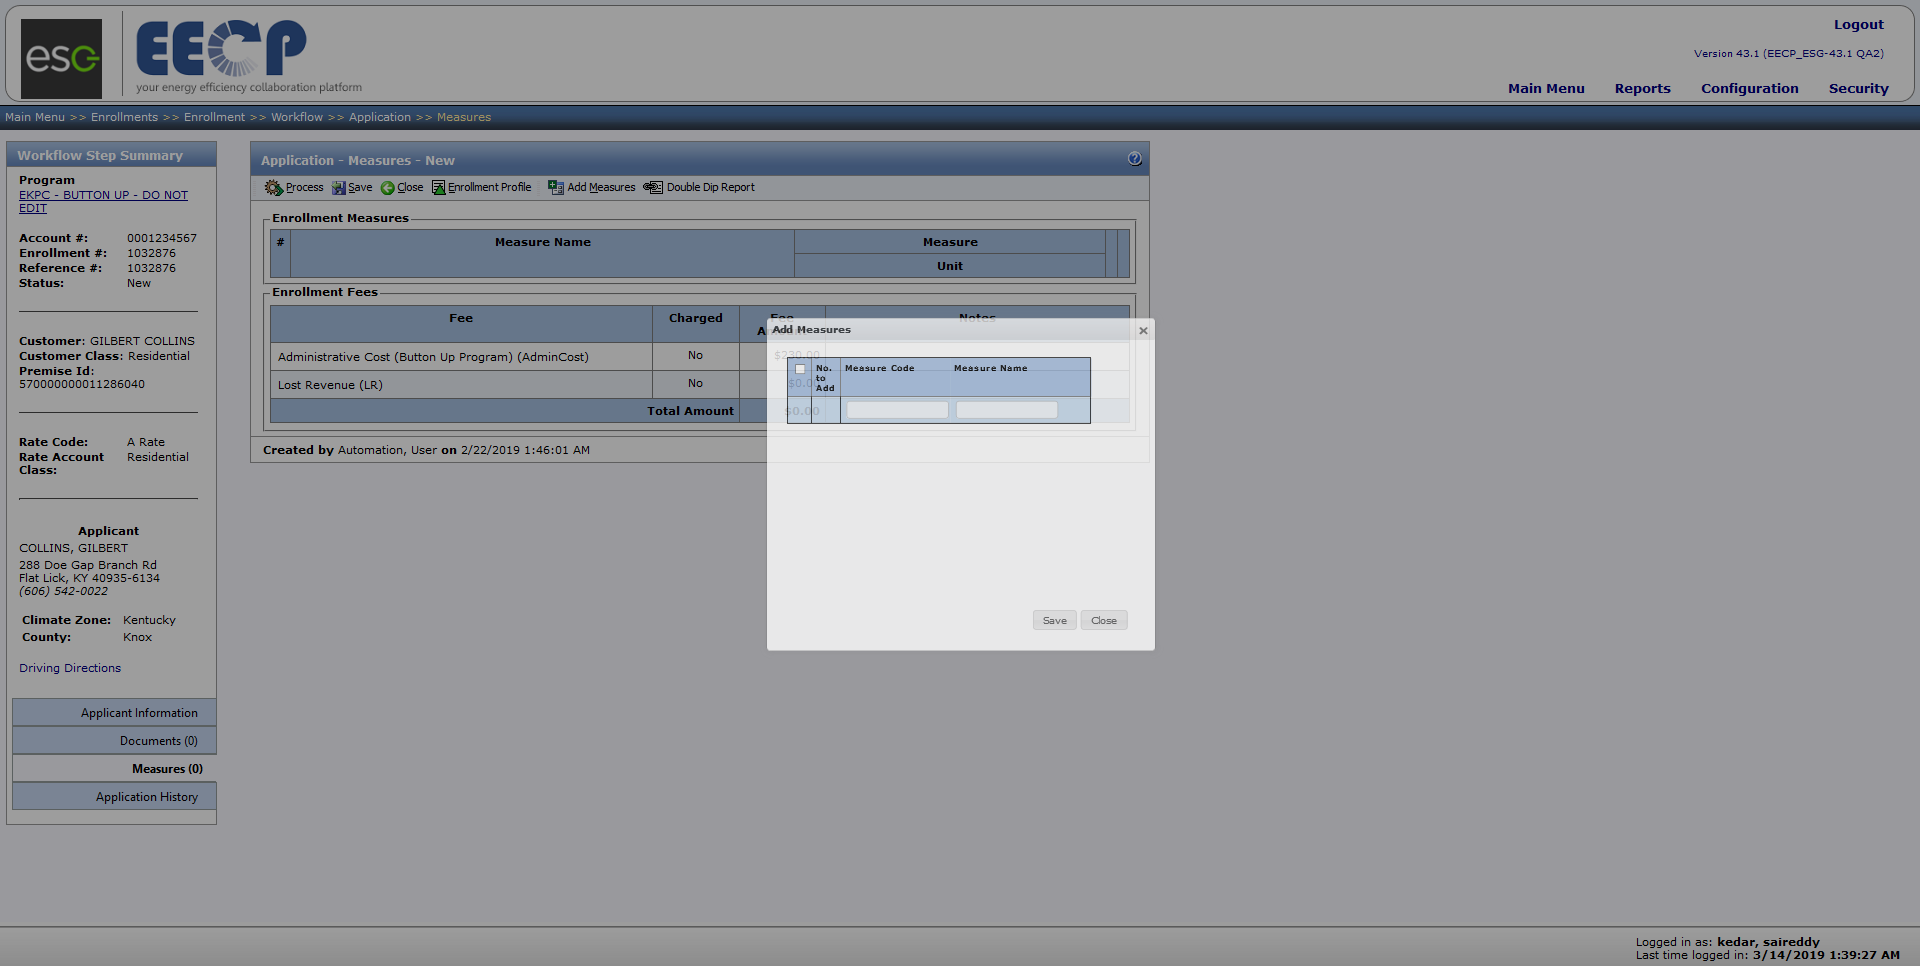 esc
EECP
your energy efficiency collaboration platform
Logout
Version 43.1 (EECP_ESG-43.1 QA2)
Main Menu Reports Configuration Security
Main Menu >> Enrollments >> Enrollment >> Workflow >> Application >> Measures
Workflow Step Summary
Program
EKPC - BUTTON UP - DO NOT
EDIT
Account #: 0001234567
Enrollment #: 1032876
Reference #: 1032876
Status: New
Customer: GILBERT COLLINS
Customer Class: Residential
Premise Id:
570000000011286040
Rate Code: A Rate
Rate Account Residential
Class:
Applicant
COLLINS, GILBERT
288 Doe Gap Branch Rd
Flat Lick, KY 40935-6134
(606) 542-0022
Climate Zone: Kentucky
County: Knox
Driving Directions
Applicant Information
Documents (0)
Measures (0)
Application History
Application - Measures - New
?
Process Save Close Enrollment Profile Add Measures Double Dip Report
Enrollment Measures
# Measure Name Measure
Unit
Enrollment Fees
Fee Charged Fee Notes
Administrative Cost (Button Up Program) (AdminCost) No $230.00
Lost Revenue (LR) No $0.00
Total Amount $0.00
Created by Automation, User on 2/22/2019 1:46:01 AM
Add Measures
No. Measure Code Measure Name
to
Add
Save Close
Logged in as: kedar, saireddy
Last time logged in: 3/14/2019 1:39:27 AM